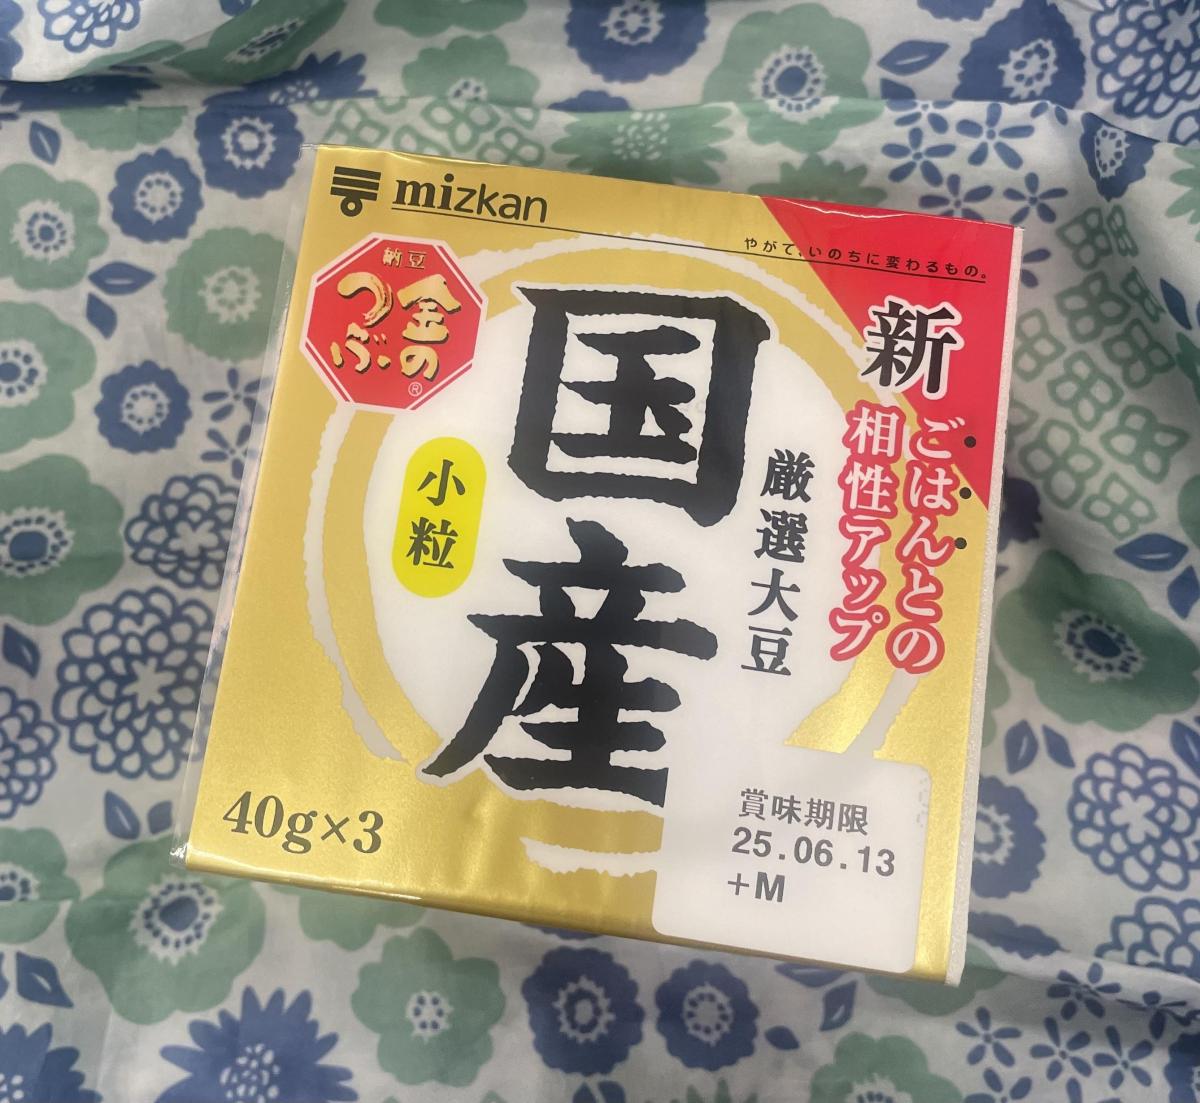 mizkan
やがて、いのちに変わるもの。
納豆
金の
つぶ®
新
ごはんとの
相性アップ
国産
厳選大豆
小粒
40g×3
賞味期限
25.06.13
+M